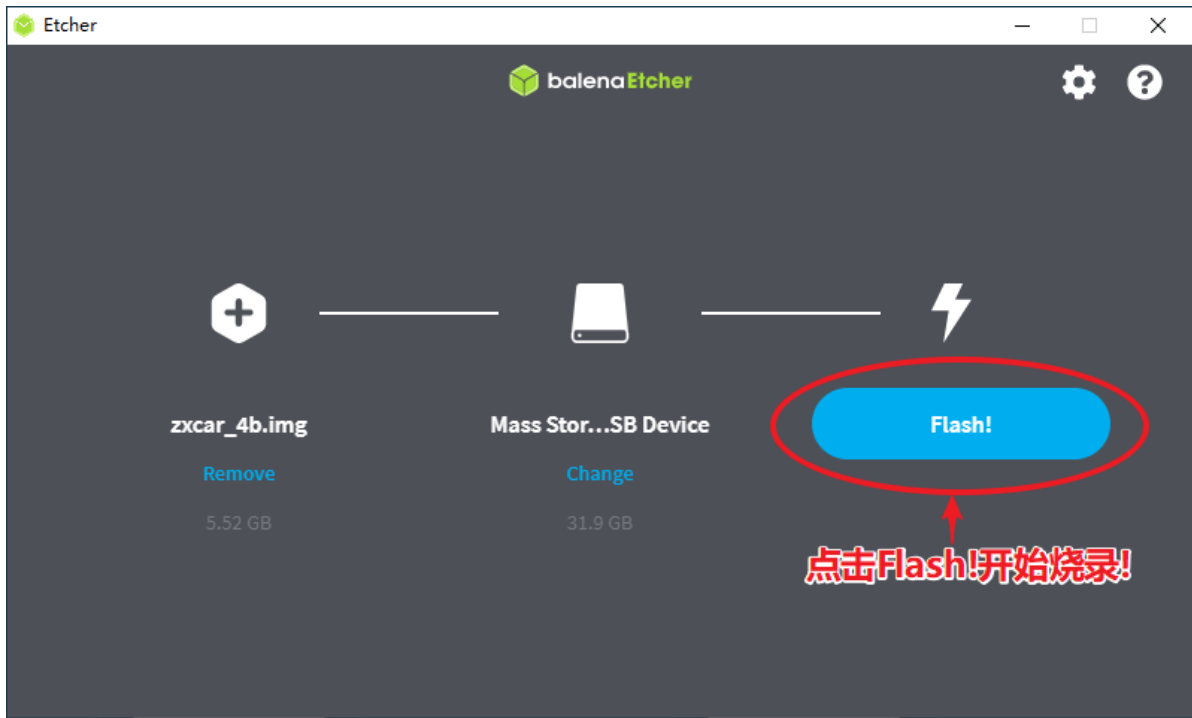 Etcher
balenaEtcher
zxcar_4b.img
Mass Stor...SB Device
Flash!
Remove
Change
5.52 GB
31.9 GB
点击Flash!开始烧录!